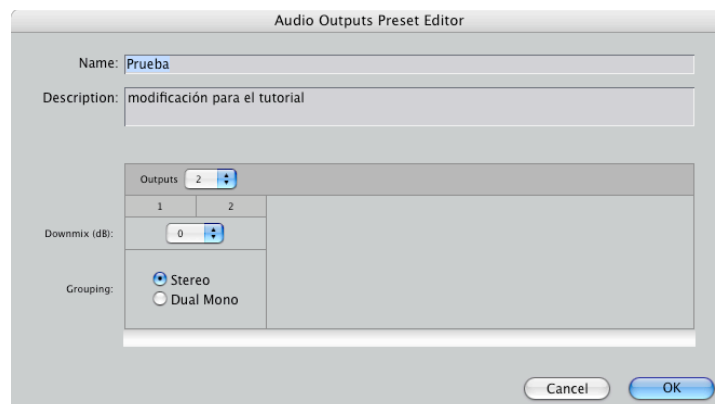 Audio Outputs Preset Editor
Name: Prueba
Description: modificación para el tutorial
Outputs 2
1 2
Downmix (dB): 0
Grouping: Stereo
Dual Mono
Cancel OK